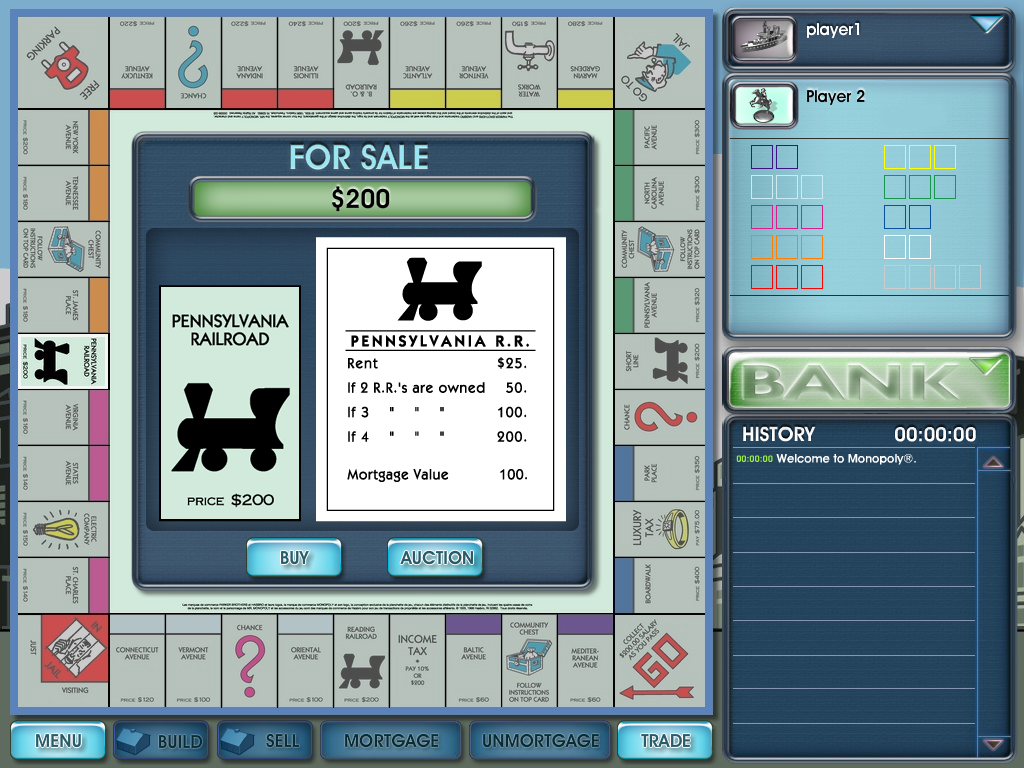 FREE
PARKING
KENTUCKY
AVENUE
PRICE $220
CHANCE
INDIANA
AVENUE
PRICE $220
ILLINOIS
AVENUE
PRICE $240
B. & O.
RAILROAD
PRICE $200
ATLANTIC
AVENUE
PRICE $260
VENTNOR
AVENUE
PRICE $260
WATER
WORKS
PRICE $150
MARVIN
GARDENS
PRICE $280
GO TO
JAIL
NEW YORK
AVENUE
PRICE $200
TENNESSEE
AVENUE
PRICE $180
COMMUNITY
CHEST
FOLLOW
INSTRUCTIONS
ON TOP CARD
ST. JAMES
PLACE
PRICE $180
PENNSYLVANIA
RAILROAD
PRICE $200
VIRGINIA
AVENUE
PRICE $160
STATES
AVENUE
PRICE $140
ELECTRIC
COMPANY
PRICE $150
ST. CHARLES
PLACE
PRICE $140
FOR SALE
$200
PENNSYLVANIA
RAILROAD
PRICE $200
PENNSYLVANIA R.R.
Rent $25.
If 2 R.R.'s are owned 50.
If 3 " " " 100.
If 4 " " " 200.
Mortgage Value 100.
BUY
AUCTION
PACIFIC
AVENUE
PRICE $300
NORTH
CAROLINA
AVENUE
PRICE $300
COMMUNITY
CHEST
FOLLOW
INSTRUCTIONS
ON TOP CARD
PENNSYLVANIA
AVENUE
PRICE $320
SHORT
LINE
PRICE $200
CHANCE
PARK
PLACE
PRICE $350
LUXURY
TAX
PAY $75.00
BOARDWALK
PRICE $400
JUST
IN
JAIL
VISITING
CONNECTICUT
AVENUE
PRICE $120
VERMONT
AVENUE
PRICE $100
CHANCE
ORIENTAL
AVENUE
READING
RAILROAD
PRICE $200
INCOME
TAX
PAY 10%
OR
$200
BALTIC
AVENUE
PRICE $60
COMMUNITY
CHEST
FOLLOW
INSTRUCTIONS
ON TOP CARD
MEDITER-
RANEAN
AVENUE
PRICE $60
COLLECT
$200.00 SALARY
AS YOU PASS
GO
MENU
BUILD
SELL
MORTGAGE
UNMORTGAGE
TRADE
player1
Player 2
BANK
HISTORY 00:00:00
00:00:00 Welcome to Monopoly®.